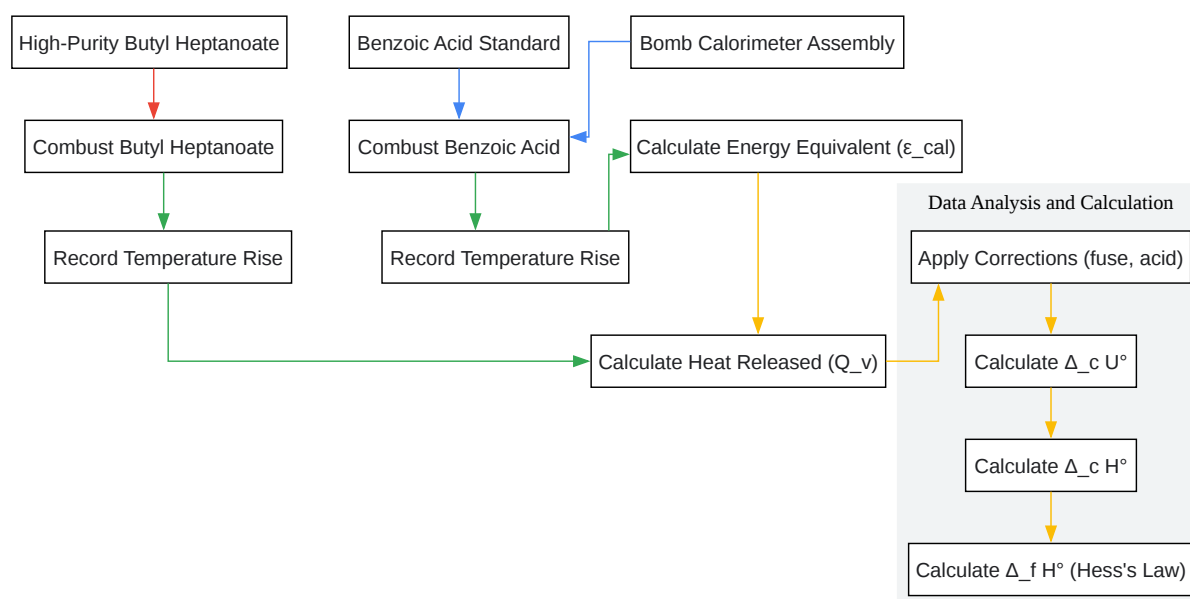 High-Purity Butyl Heptanoate
Benzoic Acid Standard
Bomb Calorimeter Assembly
Combust Butyl Heptanoate
Combust Benzoic Acid
Calculate Energy Equivalent (ε_cal)
Data Analysis and Calculation
Record Temperature Rise
Record Temperature Rise
Apply Corrections (fuse, acid)
Calculate Heat Released (Q_v)
Calculate Δ_c U°
Calculate Δ_c H°
Calculate Δ_f H° (Hess's Law)